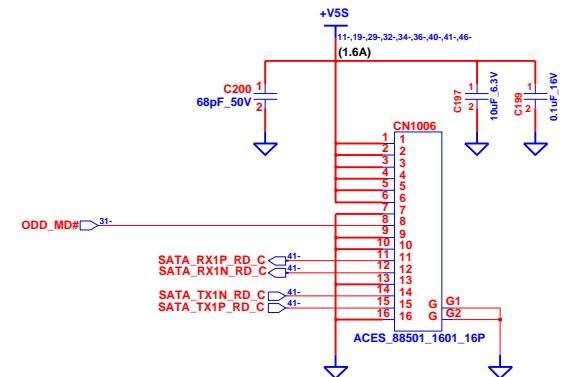 +V5S
11-,19-,29-,32-,34-,36-,40-,41-,46-
(1.6A)
C200
68pF_50V
1
2
C197
1
2
10uF_6.3V
C199
1
2
0.1uF_16V
CN1006
1 1
2 2
3 3
4 4
5 5
6 6
7 7
ODD_MD# 31- 8 8
9 9
10 10
SATA_RX1P_RD_C 41- 11 11
SATA_RX1N_RD_C 41- 12 12
13 13
SATA_TX1N_RD_C 41- 14 14
SATA_TX1P_RD_C 41- 15 15 G G1
16 16 G G2
ACES_88501_1601_16P